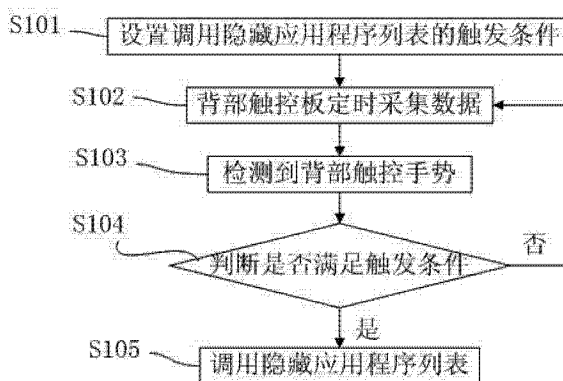 S101
设置调用隐藏应用程序列表的触发条件
S102
背部触控板定时采集数据
S103
检测到背部触控手势
S104
判断是否满足触发条件
否
是
S105
调用隐藏应用程序列表